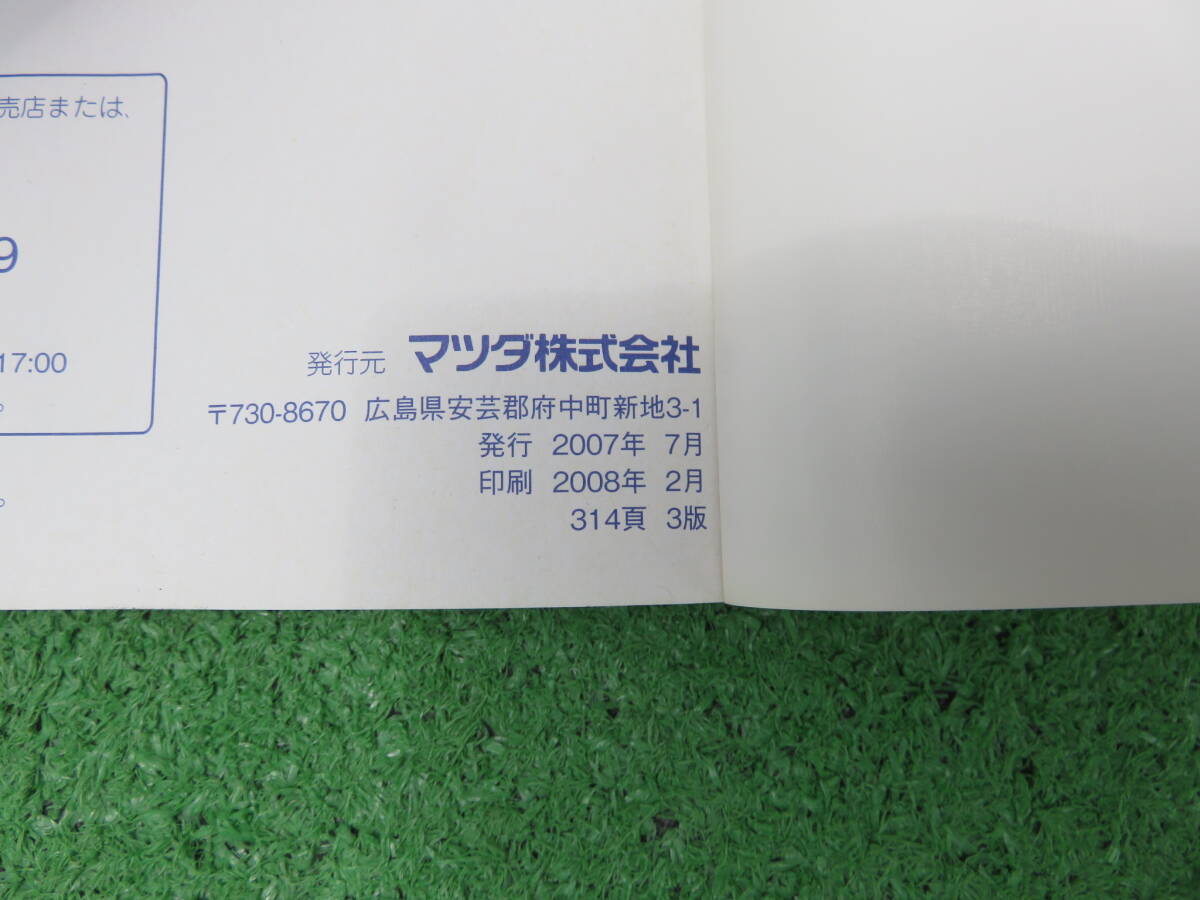 売店または、
9
17:00
。
。
発行元 マツダ株式会社
〒730-8670 広島県安芸郡府中町新地3-1
発行 2007年 7月
印刷 2008年 2月
314頁 3版